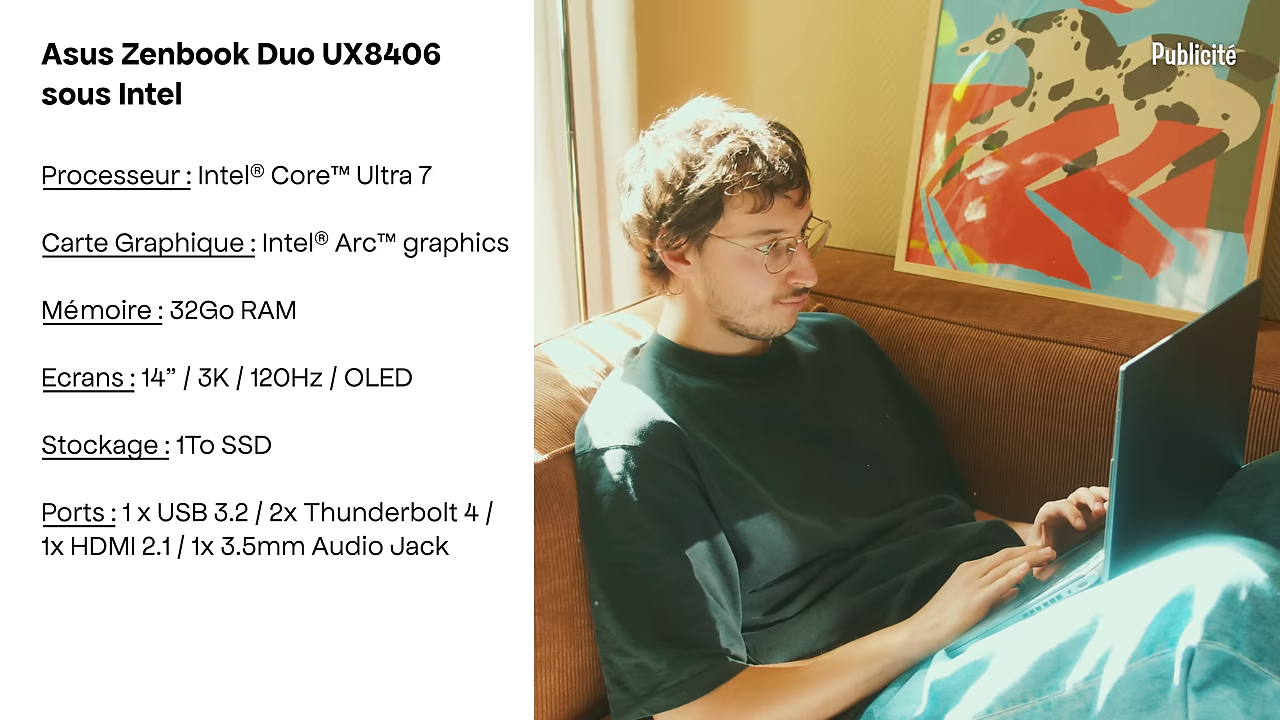 Asus Zenbook Duo UX8406
sous Intel
Processeur : Intel® Core™ Ultra 7
Carte Graphique : Intel® Arc™ graphics
Mémoire : 32Go RAM
Ecrans : 14” / 3K / 120Hz / OLED
Stockage : 1To SSD
Ports : 1 x USB 3.2 / 2x Thunderbolt 4 /
1x HDMI 2.1 / 1x 3.5mm Audio Jack
Publicité